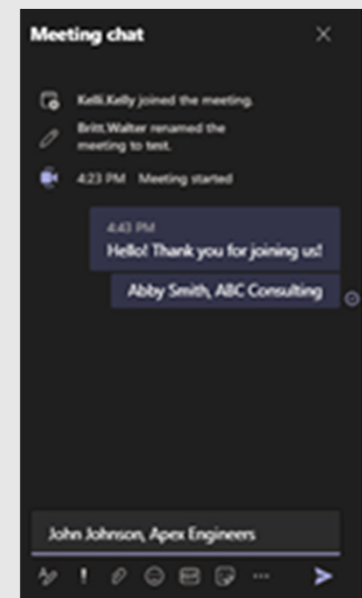 Meeting chat
Kelli.Kelly joined the meeting.
Britt.Walter renamed the
meeting to test.
4:23 PM Meeting started
4:43 PM
Hello! Thank you for joining us!
Abby Smith, ABC Consulting
John Johnson, Apex Engineers